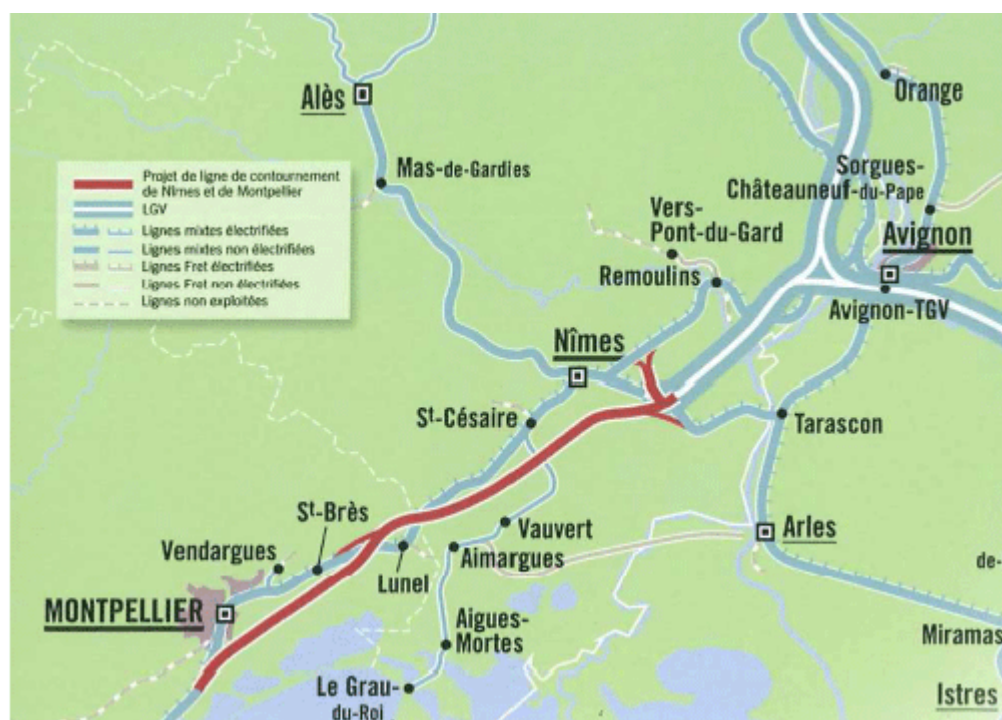 Alès
Orange
Mas-de-Gardies
Projet de ligne de contournement
de Nîmes et de Montpellier
LGV
Lignes mixtes électrifiées
Lignes mixtes non électrifiées
Lignes Fret électrifiées
Lignes Fret non électrifiées
Lignes non exploitées
Sorgues-
Châteauneuf-du-Pape
Vers-
Pont-du-Gard
Avignon
Remoulins
Avignon-TGV
Nîmes
St-Césaire
Tarascon
St-Brès
Vauvert
Arles
Vendargues
Aimargues
Lunel
de-
MONTPELLIER
Aigues-
Mortes
Miramas
Le Grau-
du-Roi
Istres